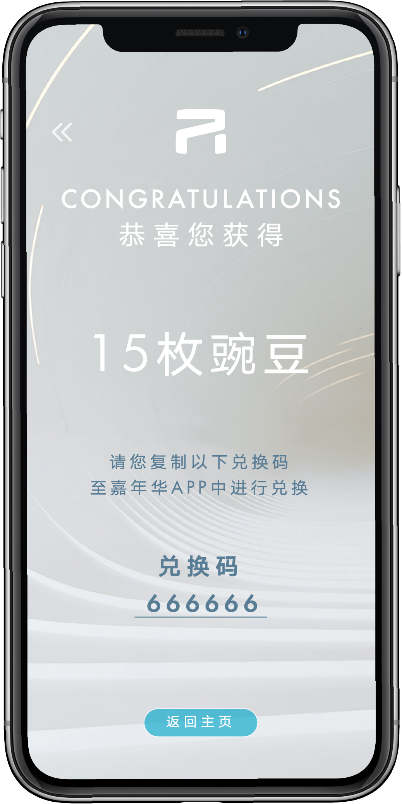 CONGRATULATIONS
恭喜您获得
15枚豌豆
请您复制以下兑换码
至嘉年华APP中进行兑换
兑换码
666666
返回主页